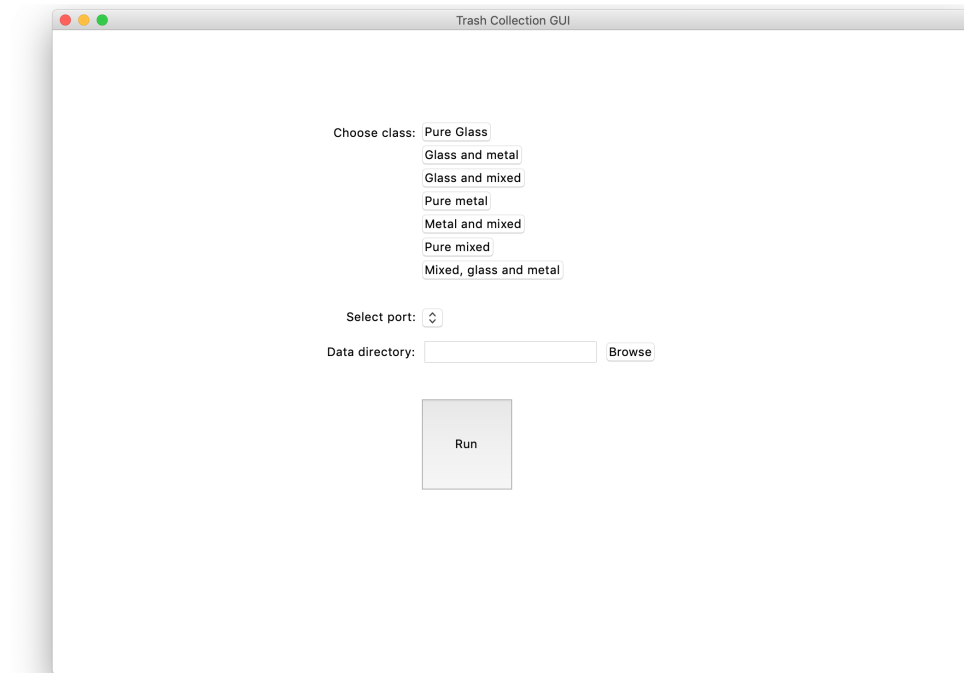 Trash Collection GUI
Choose class: Pure Glass
Glass and metal
Glass and mixed
Pure metal
Metal and mixed
Pure mixed
Mixed, glass and metal
Select port:
Data directory: Browse
Run